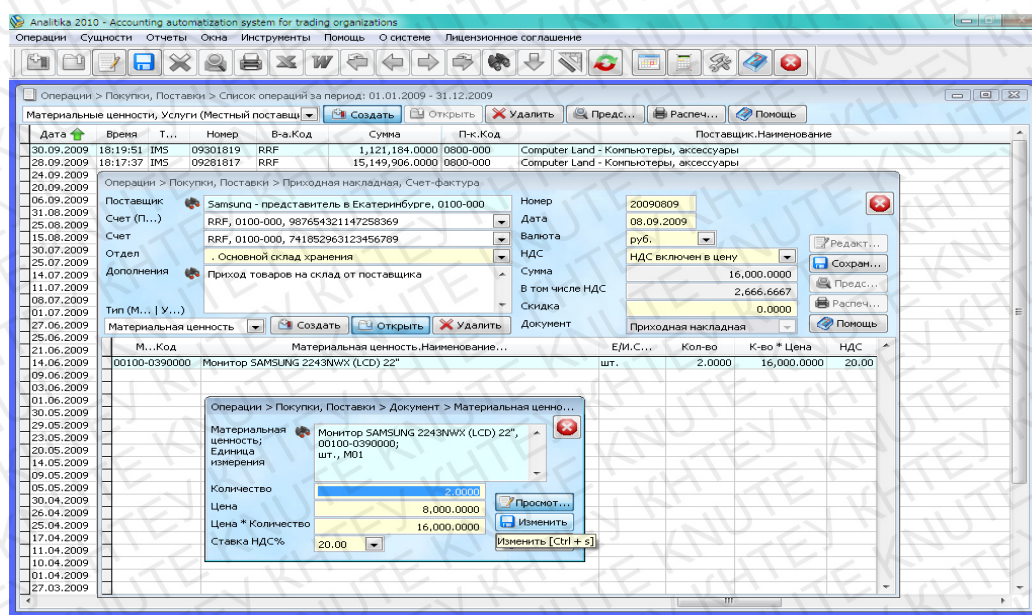 Analitika 2010 - Accounting automatization system for trading organizations
Операции Сущности Отчеты Окна Инструменты Помощь О системе Лицензионное соглашение
Операции > Покупки, Поставки > Список операций за период: 01.01.2009 - 31.12.2009
Материальные ценности, Услуги (Местный поставщи Создать Открыть Удалить Предс... Распеч... Помощь
Дата Время Т... Номер В-а.Код Сумма П-к.Код Поставщик.Наименование
30.09.2009 18:19:51 IMS 09301819 RRF 1,121,184.0000 0800-000 Computer Land - Компьютеры, аксессуары
28.09.2009 18:17:37 IMS 09281817 RRF 15,149,906.0000 0800-000 Computer Land - Компьютеры, аксессуары
24.09.2009
20.09.2009
06.09.2009
31.08.2009
25.08.2009
15.08.2009
30.07.2009
25.07.2009
14.07.2009
11.07.2009
08.07.2009
01.07.2009
27.06.2009
25.06.2009
21.06.2009
14.06.2009
09.06.2009
03.06.2009
01.06.2009
30.05.2009
29.05.2009
23.05.2009
20.05.2009
14.05.2009
09.05.2009
05.05.2009
30.04.2009
26.04.2009
25.04.2009
17.04.2009
11.04.2009
10.04.2009
01.04.2009
27.03.2009
Операции > Покупки, Поставки > Приходная накладная, Счет-фактура
Поставщик Samsung - представитель в Екатеринбурге, 0100-000 Номер 20090809
Счет (П...) RRF, 0100-000, 987654321147258369 Дата 08.09.2009
Счет RRF, 0100-000, 741852963123456789 Валюта руб. Редакт...
Отдел . Основной склад хранения НДС НДС включен в цену Сохран...
Дополнения Приход товаров на склад от поставщика Сумма 16,000.0000 Предс...
В том числе НДС 2,666.6667
Тип (М... | У...) Скидка 0.0000 Распеч...
Материальная ценность Создать Открыть Удалить Документ Приходная накладная Помощь
М...Код Материальная ценность.Наименование... Е/И.С... Кол-во К-во * Цена НДС
00100-0390000 Монитор SAMSUNG 2243NWX (LCD) 22" шт. 2.0000 16,000.0000 20.00
Операции > Покупки, Поставки > Документ > Материальная ценно...
Материальная ценность; Единица измерения
Монитор SAMSUNG 2243NWX (LCD) 22",
00100-0390000;
шт., М01
Количество 2.0000 Просмот...
Цена 8,000.0000
Цена * Количество 16,000.0000 Изменить
Ставка НДС% 20.00 Изменить [Ctrl + s]